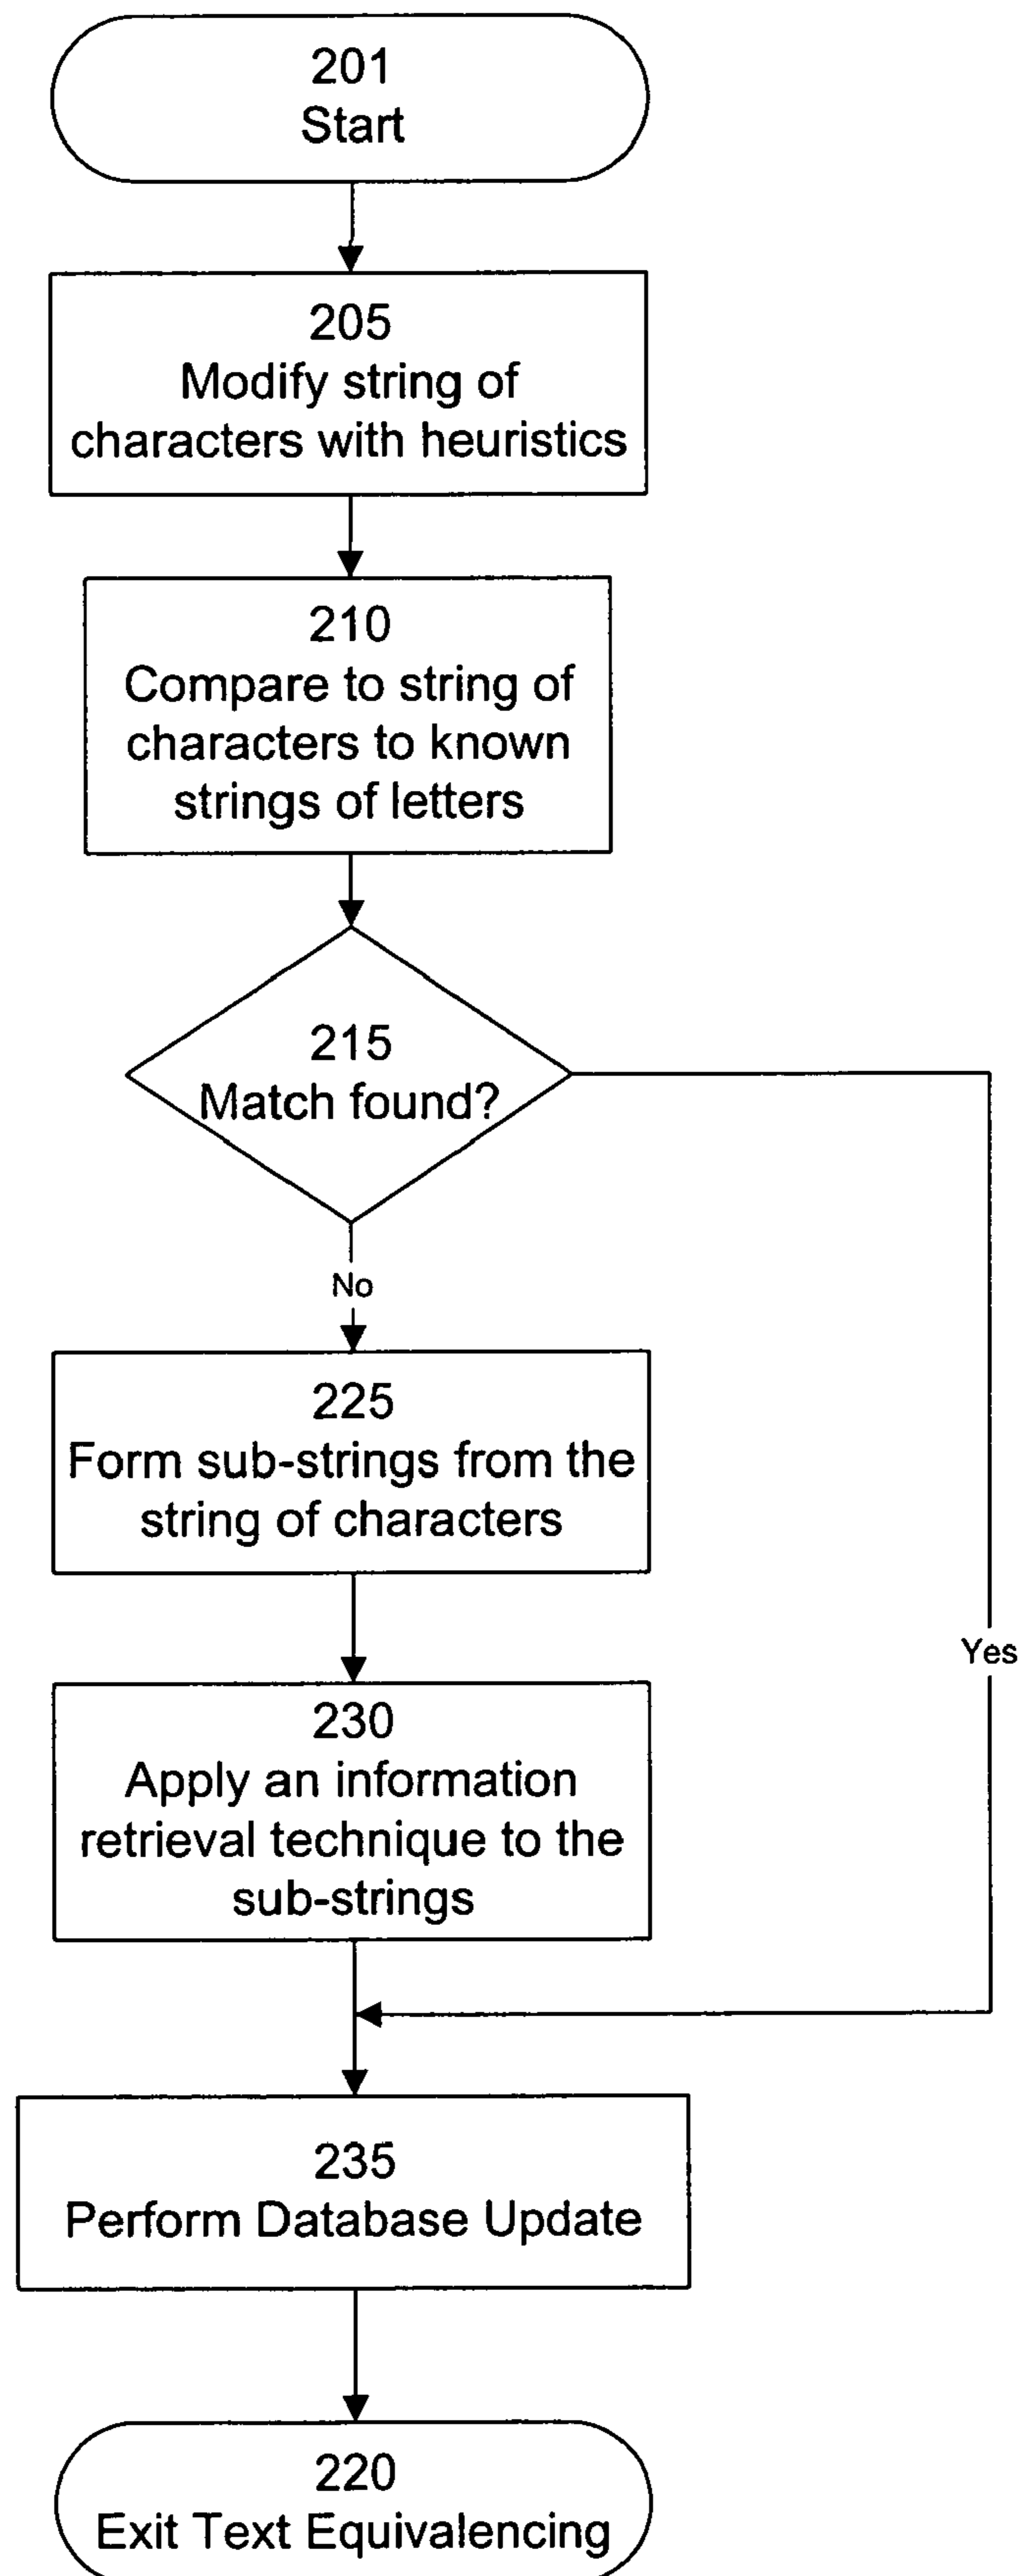 201
Start
205
Modify string of
characters with heuristics
210
Compare to string of
characters to known
strings of letters
215
Match found?
No
225
Form sub-strings from the
string of characters
Yes
230
Apply an information
retrieval technique to the
sub-strings
235
Perform Database Update
220
Exit Text Equivalencing